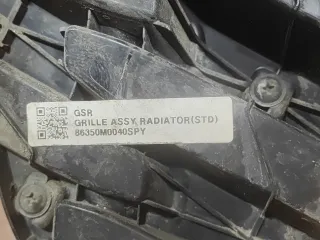 GSR
GRILLE ASSY, RADIATOR(STD)
86350M0040SPY